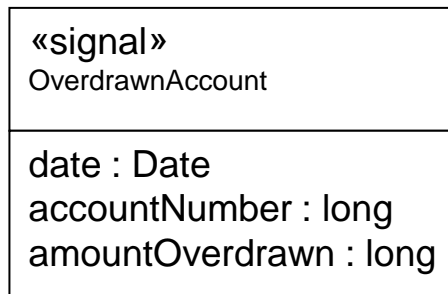 «signal»
OverdrawnAccount
date : Date
accountNumber : long
amountOverdrawn : long